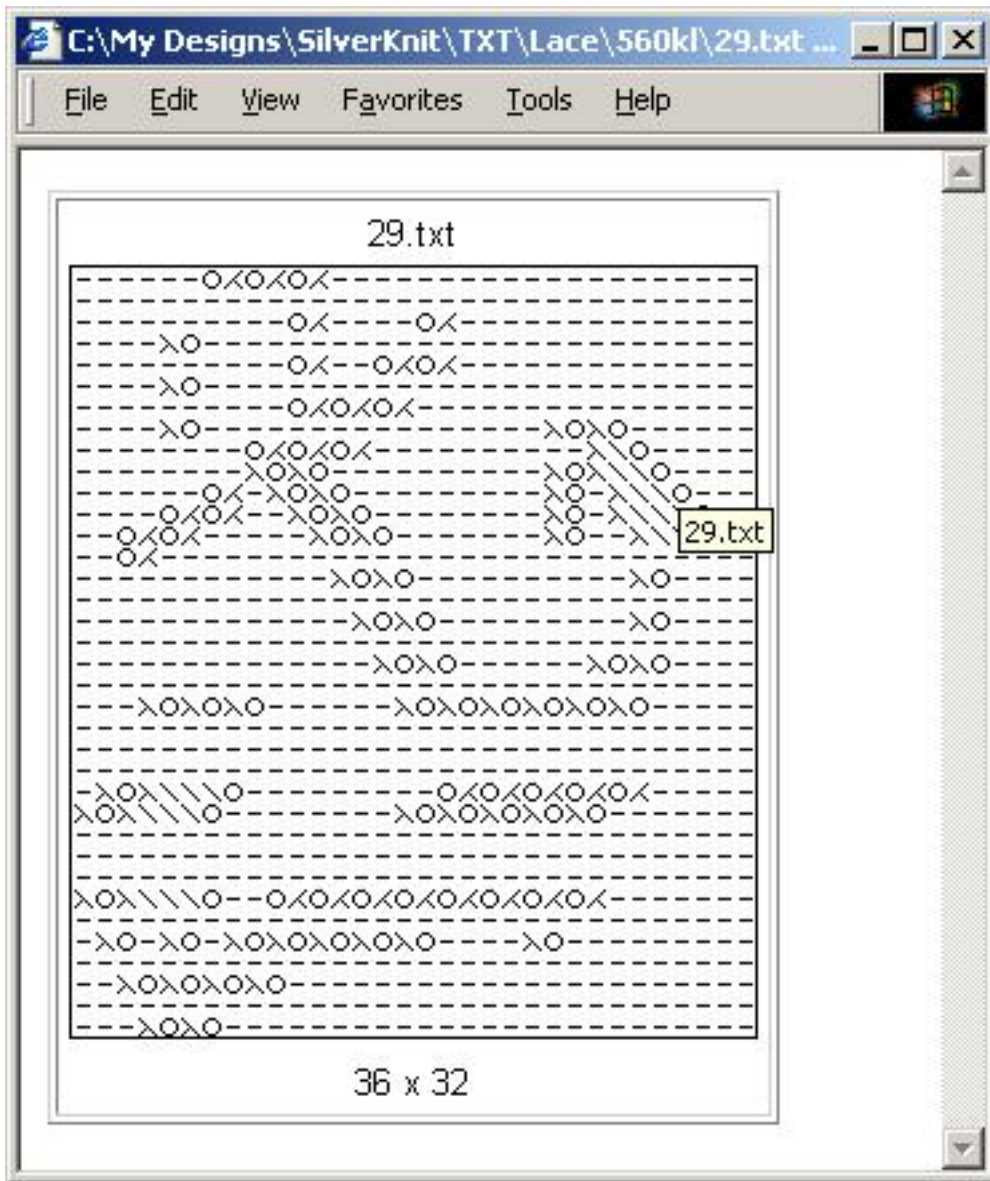 C:\My Designs\SilverKnit\TXT\Lace\560kl\29.txt ...
File Edit View Favorites Tools Help
29.txt
29.txt
36 x 32